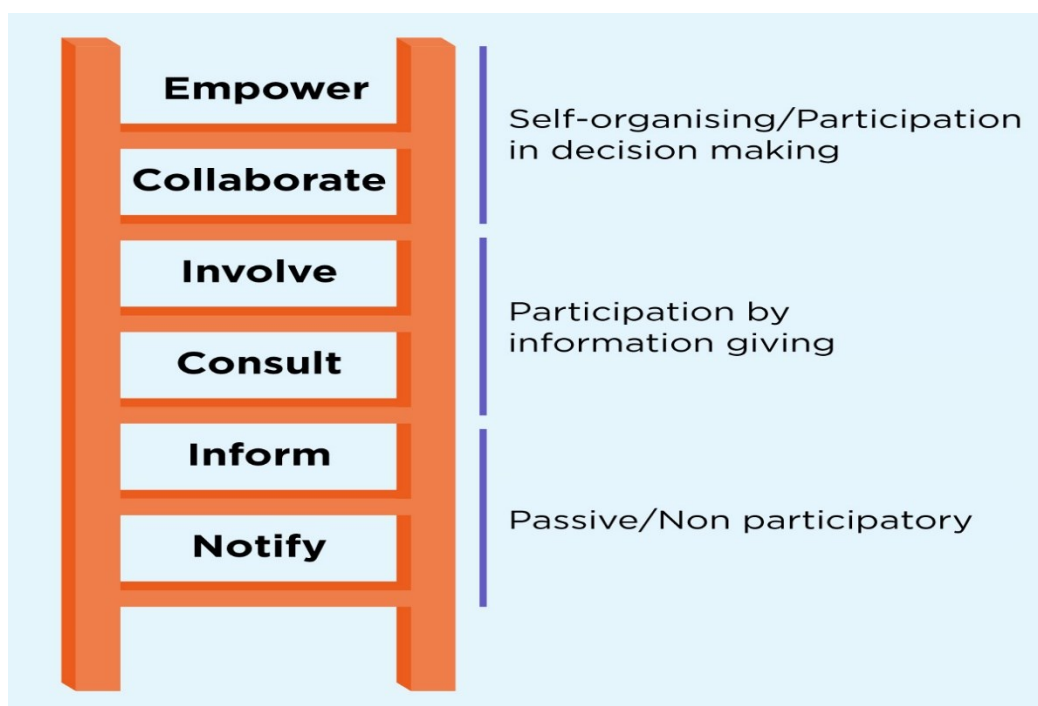 Empower
Collaborate
Self-organising/Participation
in decision making
Involve
Consult
Participation by
information giving
Inform
Notify
Passive/Non participatory